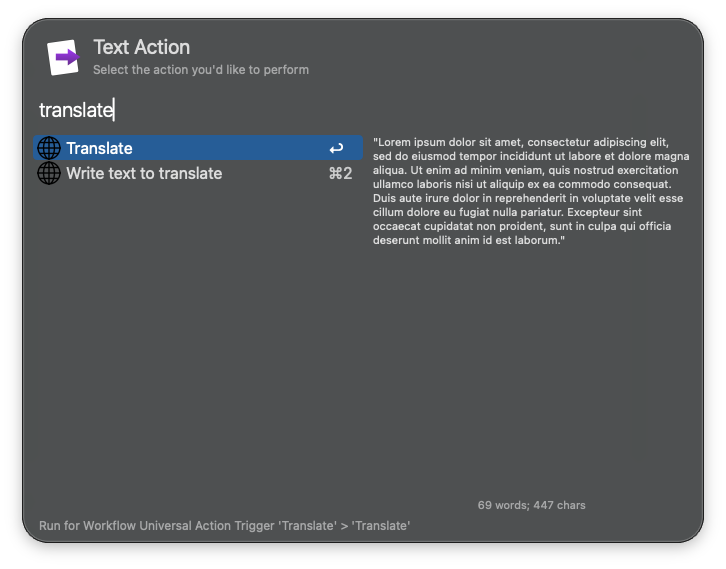 Text Action
Select the action you'd like to perform
translate
Translate ↩
Write text to translate ⌘2
"Lorem ipsum dolor sit amet, consectetur adipiscing elit,
sed do eiusmod tempor incididunt ut labore et dolore magna
aliqua. Ut enim ad minim veniam, quis nostrud exercitation
ullamco laboris nisi ut aliquip ex ea commodo consequat.
Duis aute irure dolor in reprehenderit in voluptate velit esse
cillum dolore eu fugiat nulla pariatur. Excepteur sint
occaecat cupidatat non proident, sunt in culpa qui officia
deserunt mollit anim id est laborum."
69 words; 447 chars
Run for Workflow Universal Action Trigger 'Translate' > 'Translate'